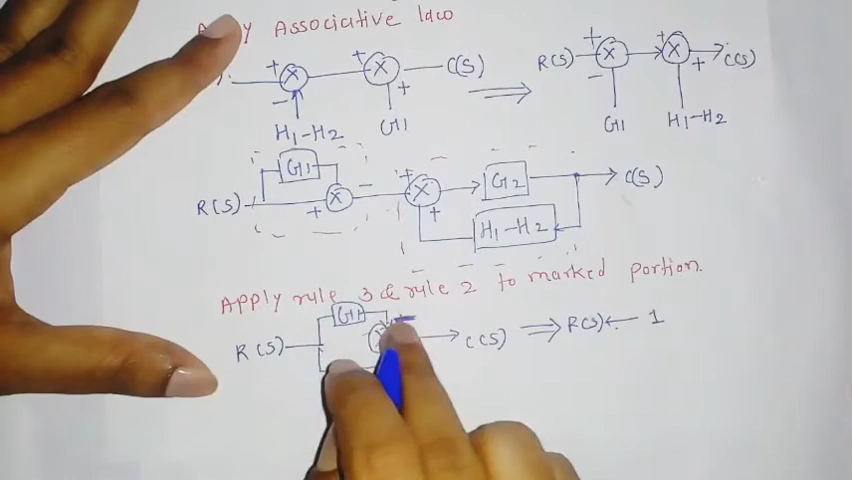 Apply Associative law
+ + C(S) R(S) + + C(S)
− + − +
H1-H2 G1 G1 H1-H2
G1 − + G2 C(S)
R(S) + +
H1-H2
Apply rule 3 & rule 2 to marked portion.
G1
R(S) C(S) ⇒ R(S) ← 1